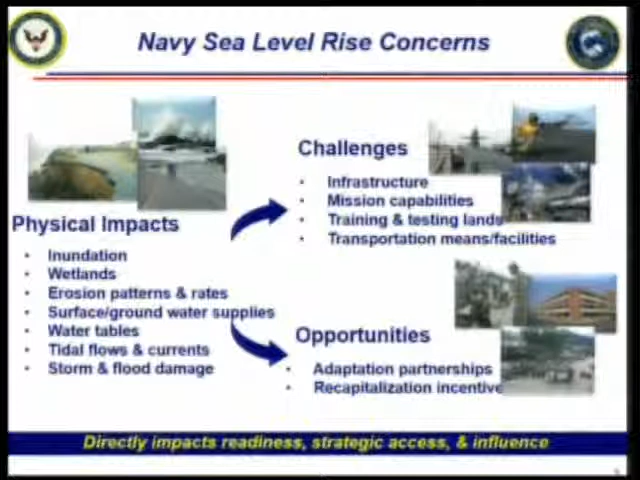 Navy Sea Level Rise Concerns
Physical Impacts
• Inundation
• Wetlands
• Erosion patterns & rates
• Surface/ground water supplies
• Water tables
• Tidal flows & currents
• Storm & flood damage
Challenges
• Infrastructure
• Mission capabilities
• Training & testing lands
• Transportation means/facilities
Opportunities
• Adaptation partnerships
• Recapitalization incentive
Directly impacts readiness, strategic access, & influence